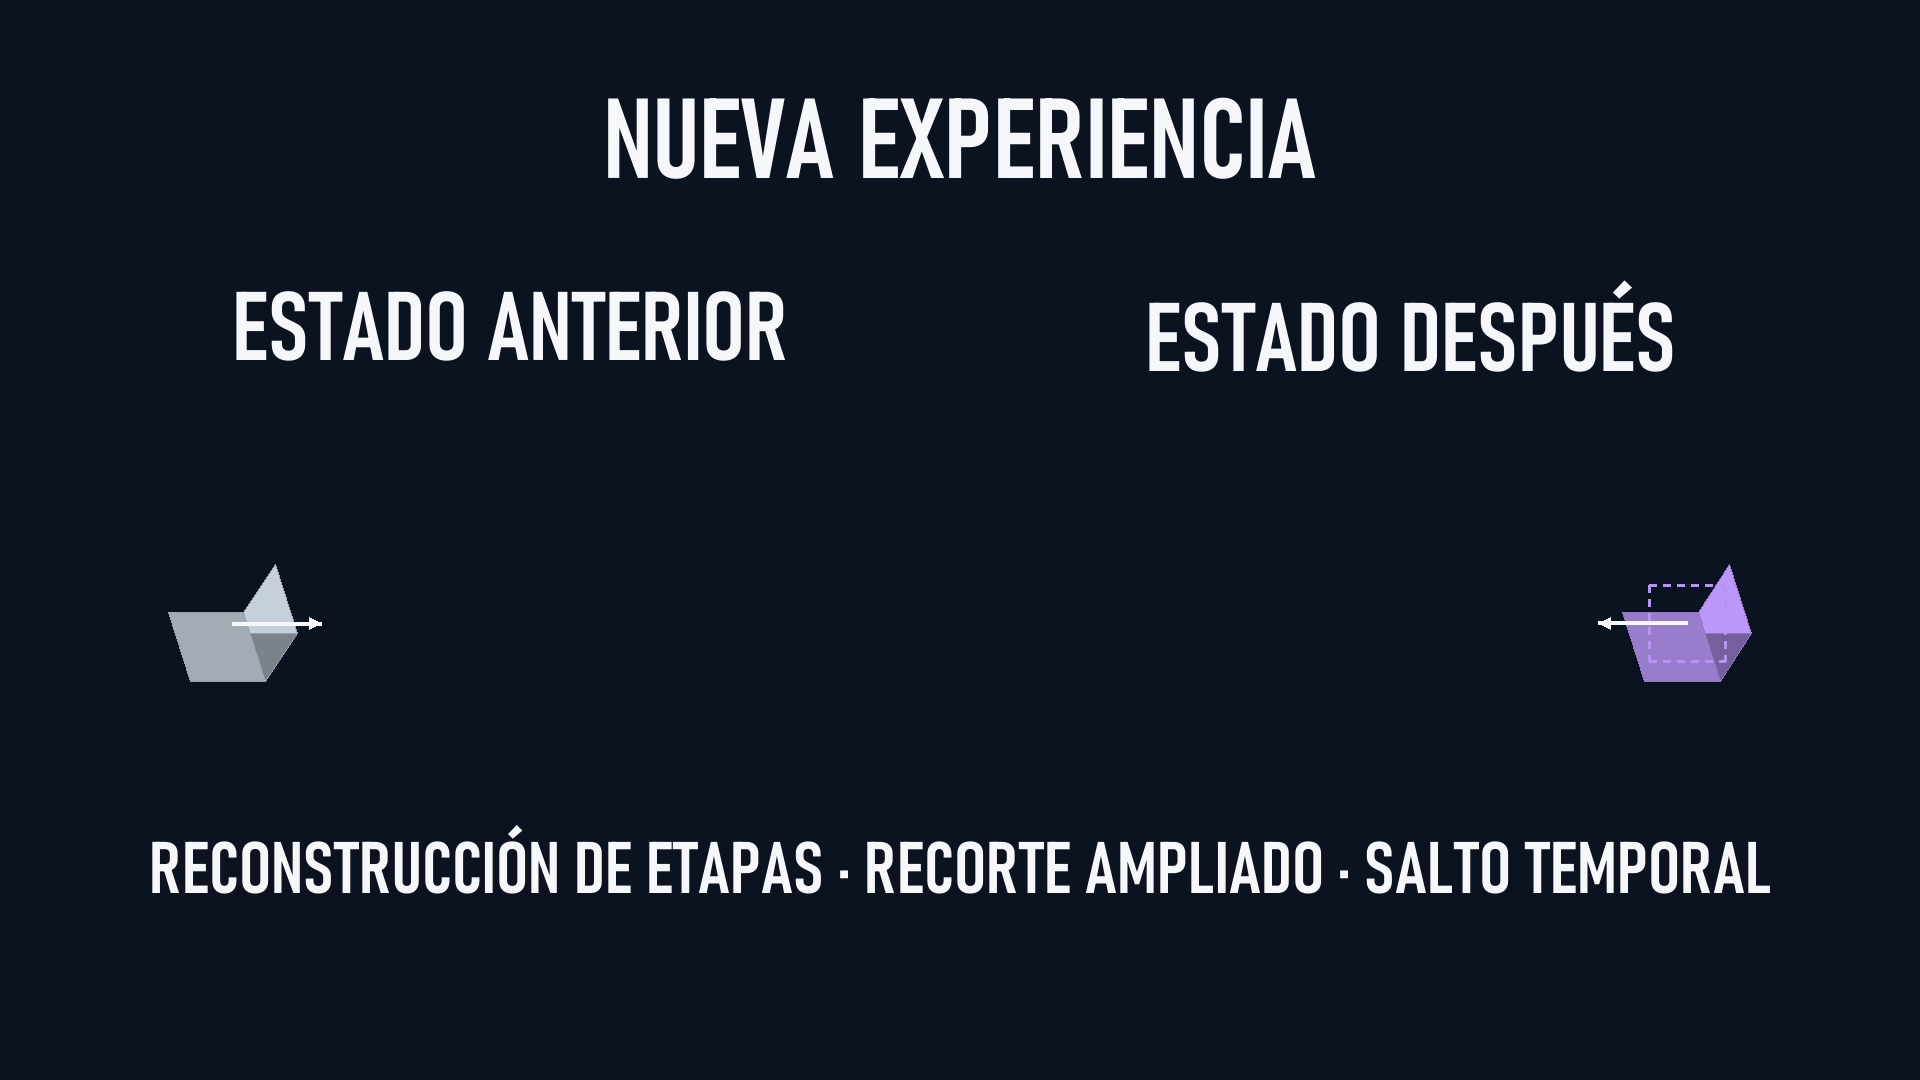 NUEVA EXPERIENCIA
ESTADO ANTERIOR
ESTADO DESPUÉS
RECONSTRUCCIÓN DE ETAPAS · RECORTE AMPLIADO · SALTO TEMPORAL